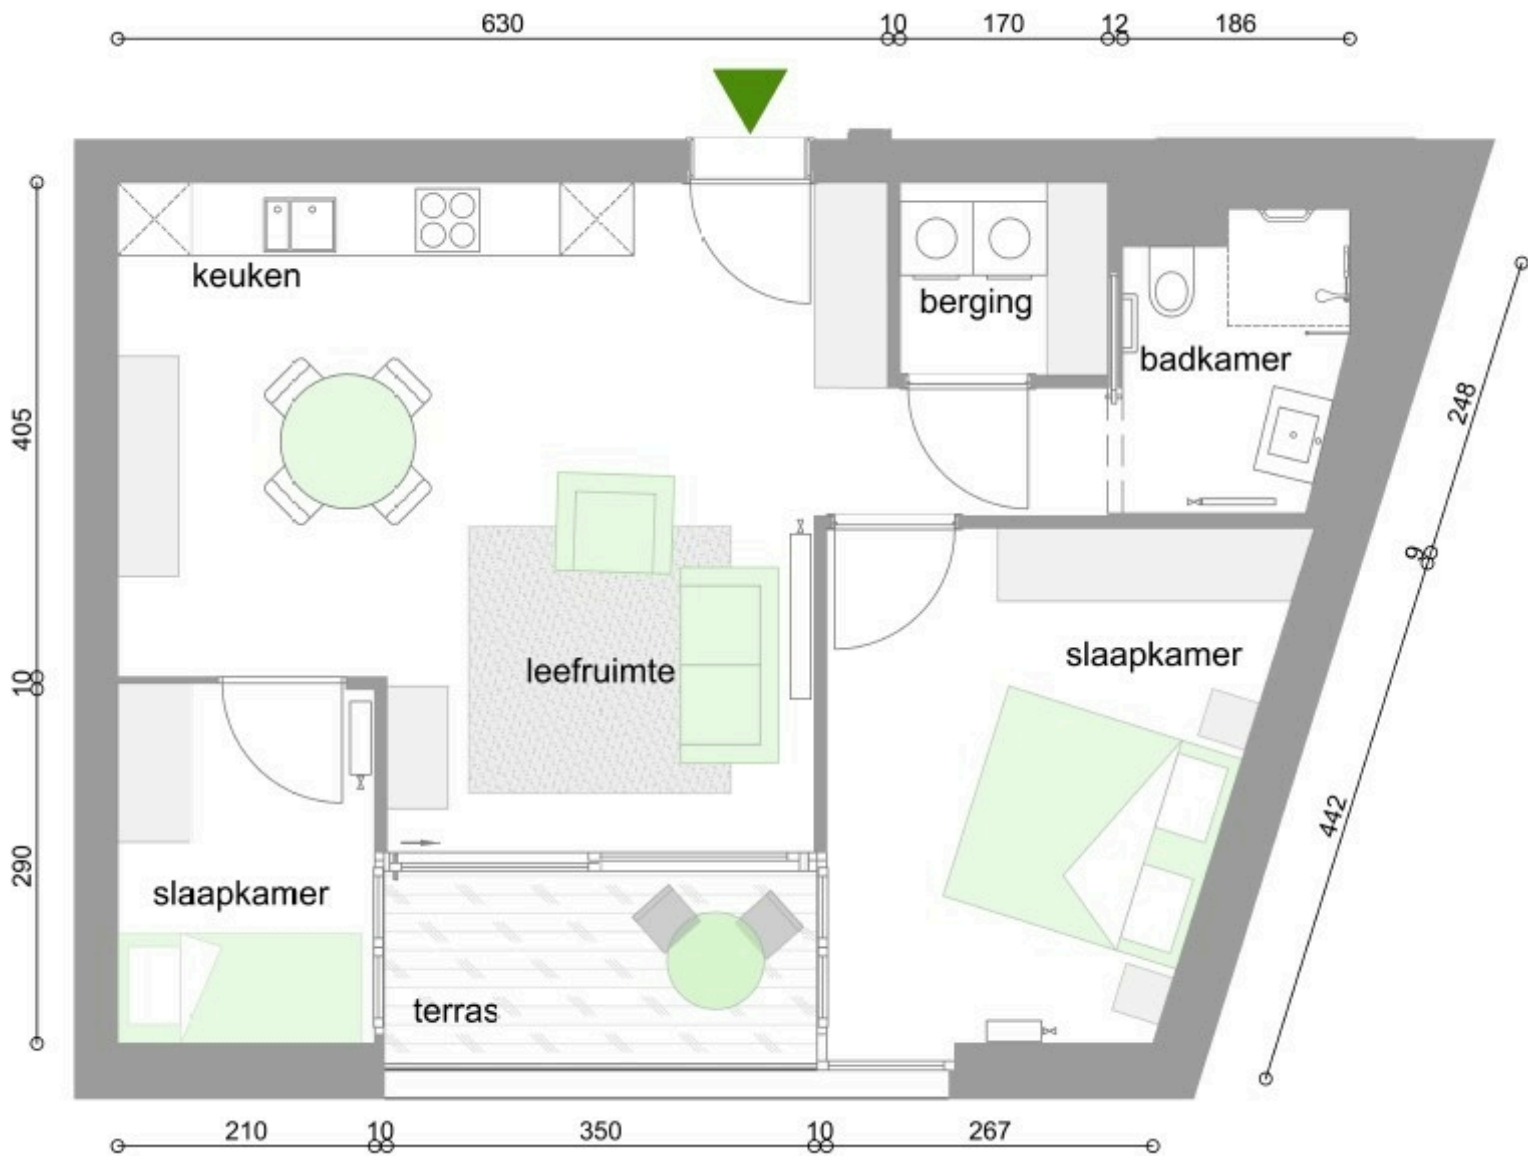 630 10 170 12 186
keuken
berging
badkamer
248
405
9
leefruimte
slaapkamer
10
442
290
slaapkamer
terras
210 10 350 10 267